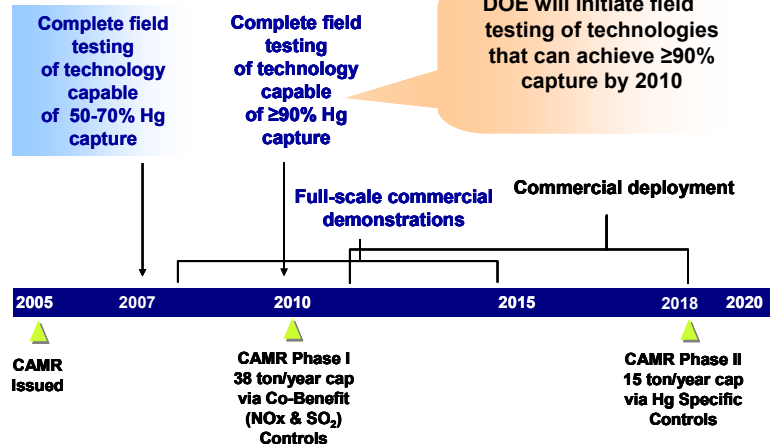 Complete field
testing
of technology
capable
of 50-70% Hg
capture
Complete field
testing
of technology
capable
of ≥90% Hg
capture
DOE will initiate field
testing of technologies
that can achieve ≥90%
capture by 2010
Full-scale commercial
demonstrations
Commercial deployment
2005
2007
2010
2015
2018
2020
CAMR
Issued
CAMR Phase I
38 ton/year cap
via Co-Benefit
(NOx & SO₂)
Controls
CAMR Phase II
15 ton/year cap
via Hg Specific
Controls